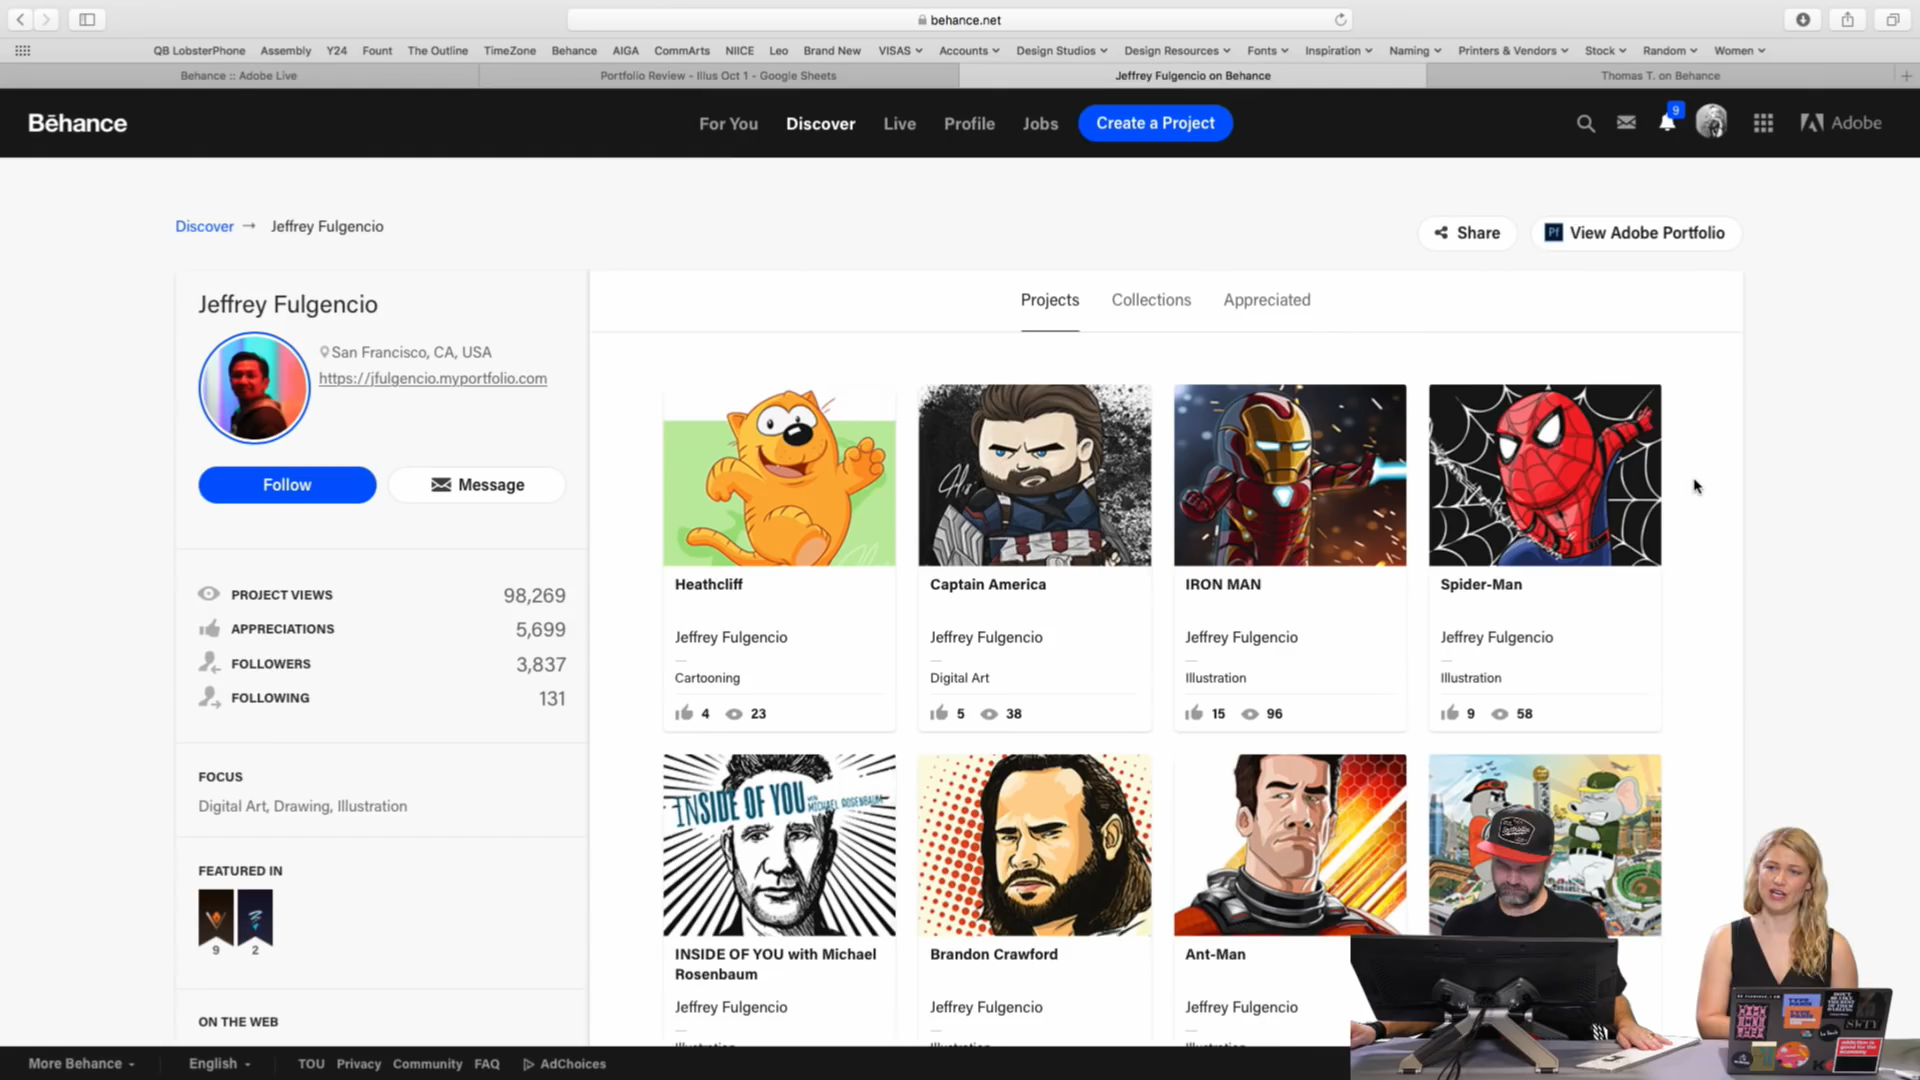 behance.net
QB LobsterPhone Assembly Y24 Fount The Outline TimeZone Behance AIGA CommArts NIICE Leo Brand New VISAS Accounts Design Studios Design Resources Fonts Inspiration Naming Printers & Vendors Stock Random Women
Behance :: Adobe Live Portfolio Review - Illus Oct 1 - Google Sheets Jeffrey Fulgencio on Behance Thomas T. on Behance
Bēhance For You Discover Live Profile Jobs Create a Project 9 Adobe
Discover → Jeffrey Fulgencio Share Pf View Adobe Portfolio
Jeffrey Fulgencio
San Francisco, CA, USA
https://jfulgencio.myportfolio.com
Follow Message
PROJECT VIEWS 98,269
APPRECIATIONS 5,699
FOLLOWERS 3,837
FOLLOWING 131
FOCUS
Digital Art, Drawing, Illustration
FEATURED IN
9 2
ON THE WEB
Projects Collections Appreciated
Heathcliff
Jeffrey Fulgencio
Cartooning
4 23
Captain America
Jeffrey Fulgencio
Digital Art
5 38
IRON MAN
Jeffrey Fulgencio
Illustration
15 96
Spider-Man
Jeffrey Fulgencio
Illustration
9 58
INSIDE OF YOU WITH MICHAEL ROSENBAUM
INSIDE OF YOU with Michael
Rosenbaum
Jeffrey Fulgencio
Brandon Crawford
Jeffrey Fulgencio
Ant-Man
Jeffrey Fulgencio
More Behance English TOU Privacy Community FAQ AdChoices